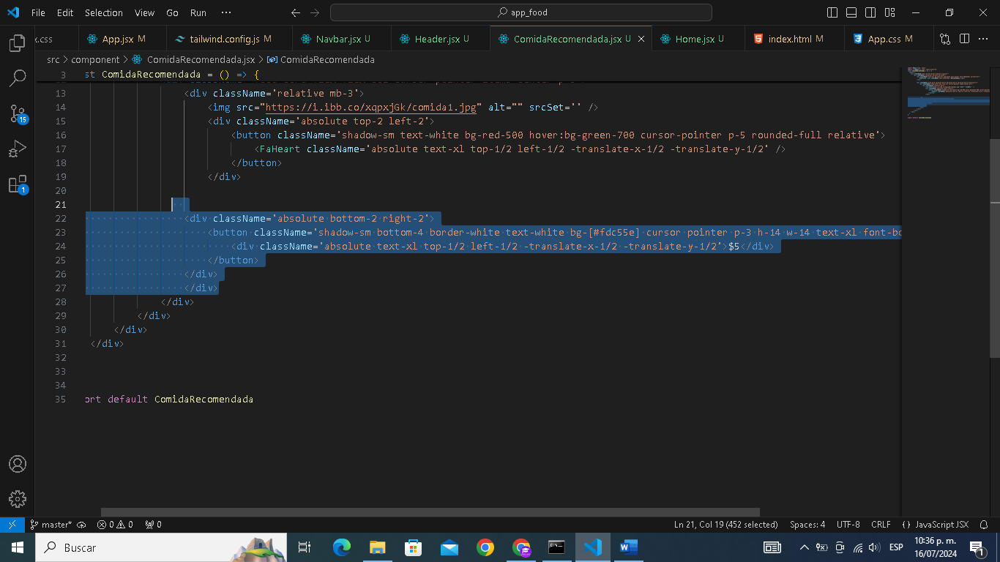 File Edit Selection View Go Run ··· app_food
x.css App.jsx M tailwind.config.js M Navbar.jsx U Header.jsx U ComidaRecomendada.jsx U Home.jsx U index.html M App.css M
src > component > ComidaRecomendada.jsx > ComidaRecomendada
3 st ComidaRecomendada = () => {
13 <div className='relative mb-3'>
14 <img src="https://i.ibb.co/xqpxjGk/comida1.jpg" alt="" srcSet='' />
15 <div className='absolute top-2 left-2'>
16 <button className='shadow-sm text-white bg-red-500 hover:bg-green-700 cursor-pointer p-5 rounded-full relative'>
17 <FaHeart className='absolute text-xl top-1/2 left-1/2 -translate-x-1/2 -translate-y-1/2' />
18 </button>
19 </div>
20
21
22 <div className='absolute bottom-2 right-2'>
23 <button className='shadow-sm bottom-4 border-white text-white bg-[#fdc55e] cursor pointer p-3 h-14 w-14 text-xl font-bo
24 <div className='absolute text-xl top-1/2 left-1/2 -translate-x-1/2 -translate-y-1/2'>$5</div>
25 </button>
26 </div>
27 </div>
28 </div>
29 </div>
30 </div>
31 </div>
32
33
34
35 ort default ComidaRecomendada
15
1
master* 0 0 0 Ln 21, Col 19 (452 selected) Spaces: 4 UTF-8 CRLF {} JavaScript JSX
Buscar ESP 10:36 p. m.
16/07/2024 1